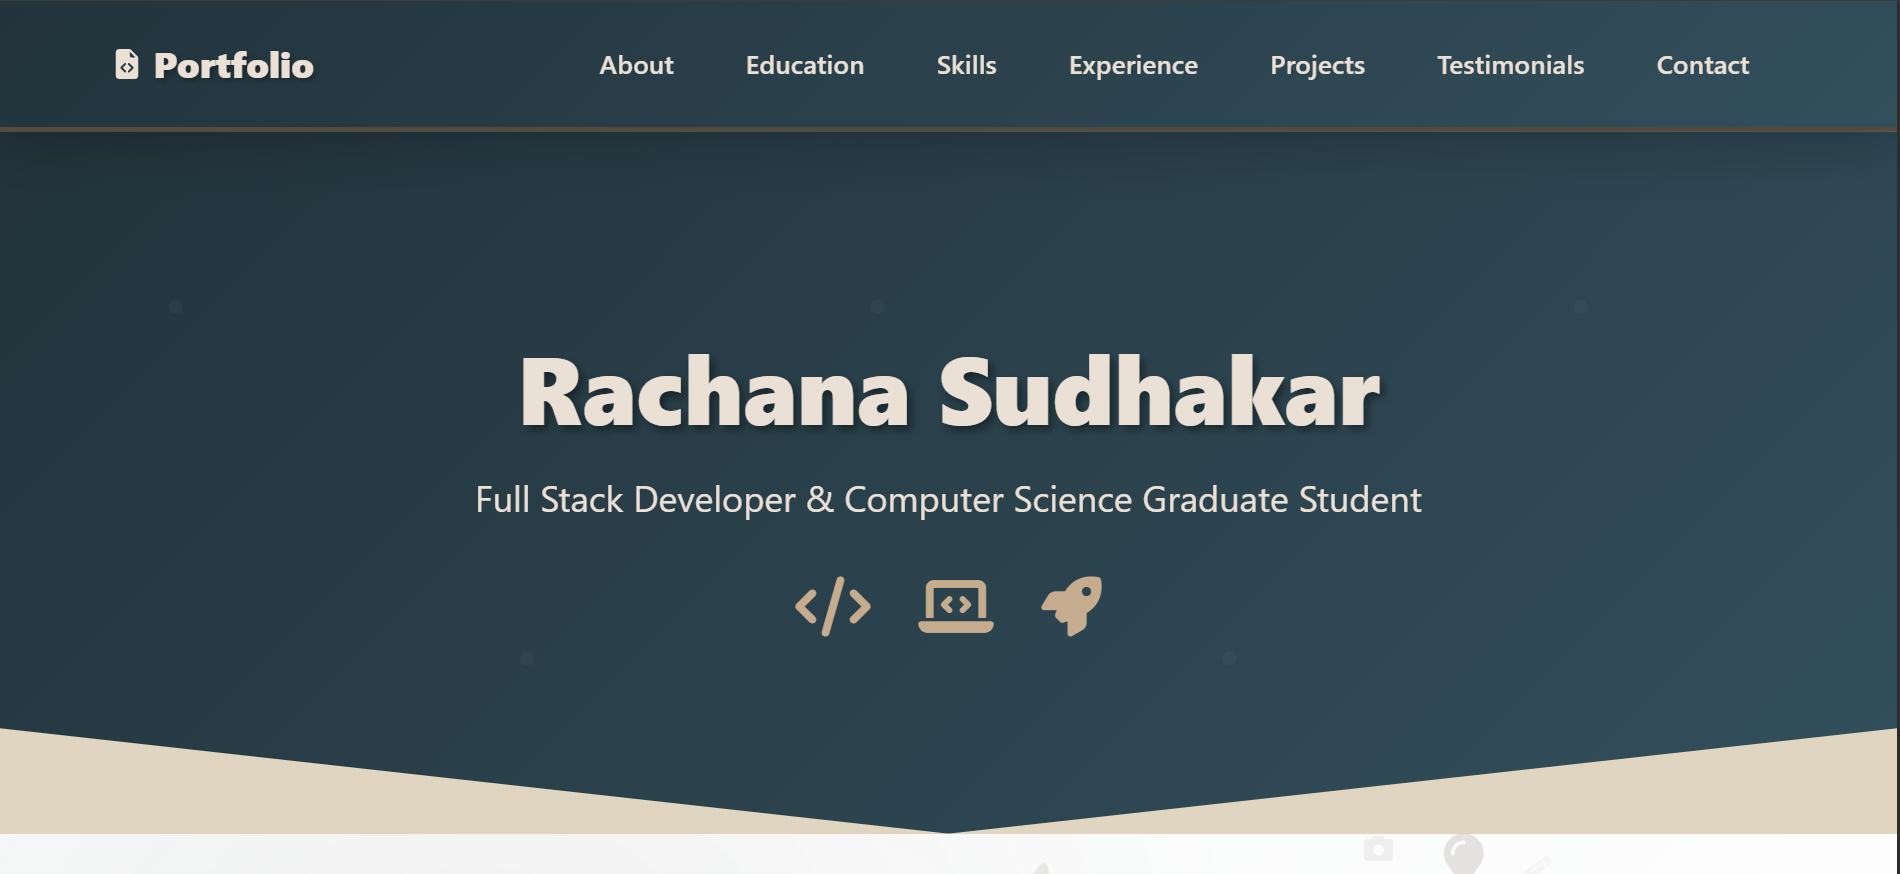 Portfolio
About Education Skills Experience Projects Testimonials Contact
Rachana Sudhakar
Full Stack Developer & Computer Science Graduate Student